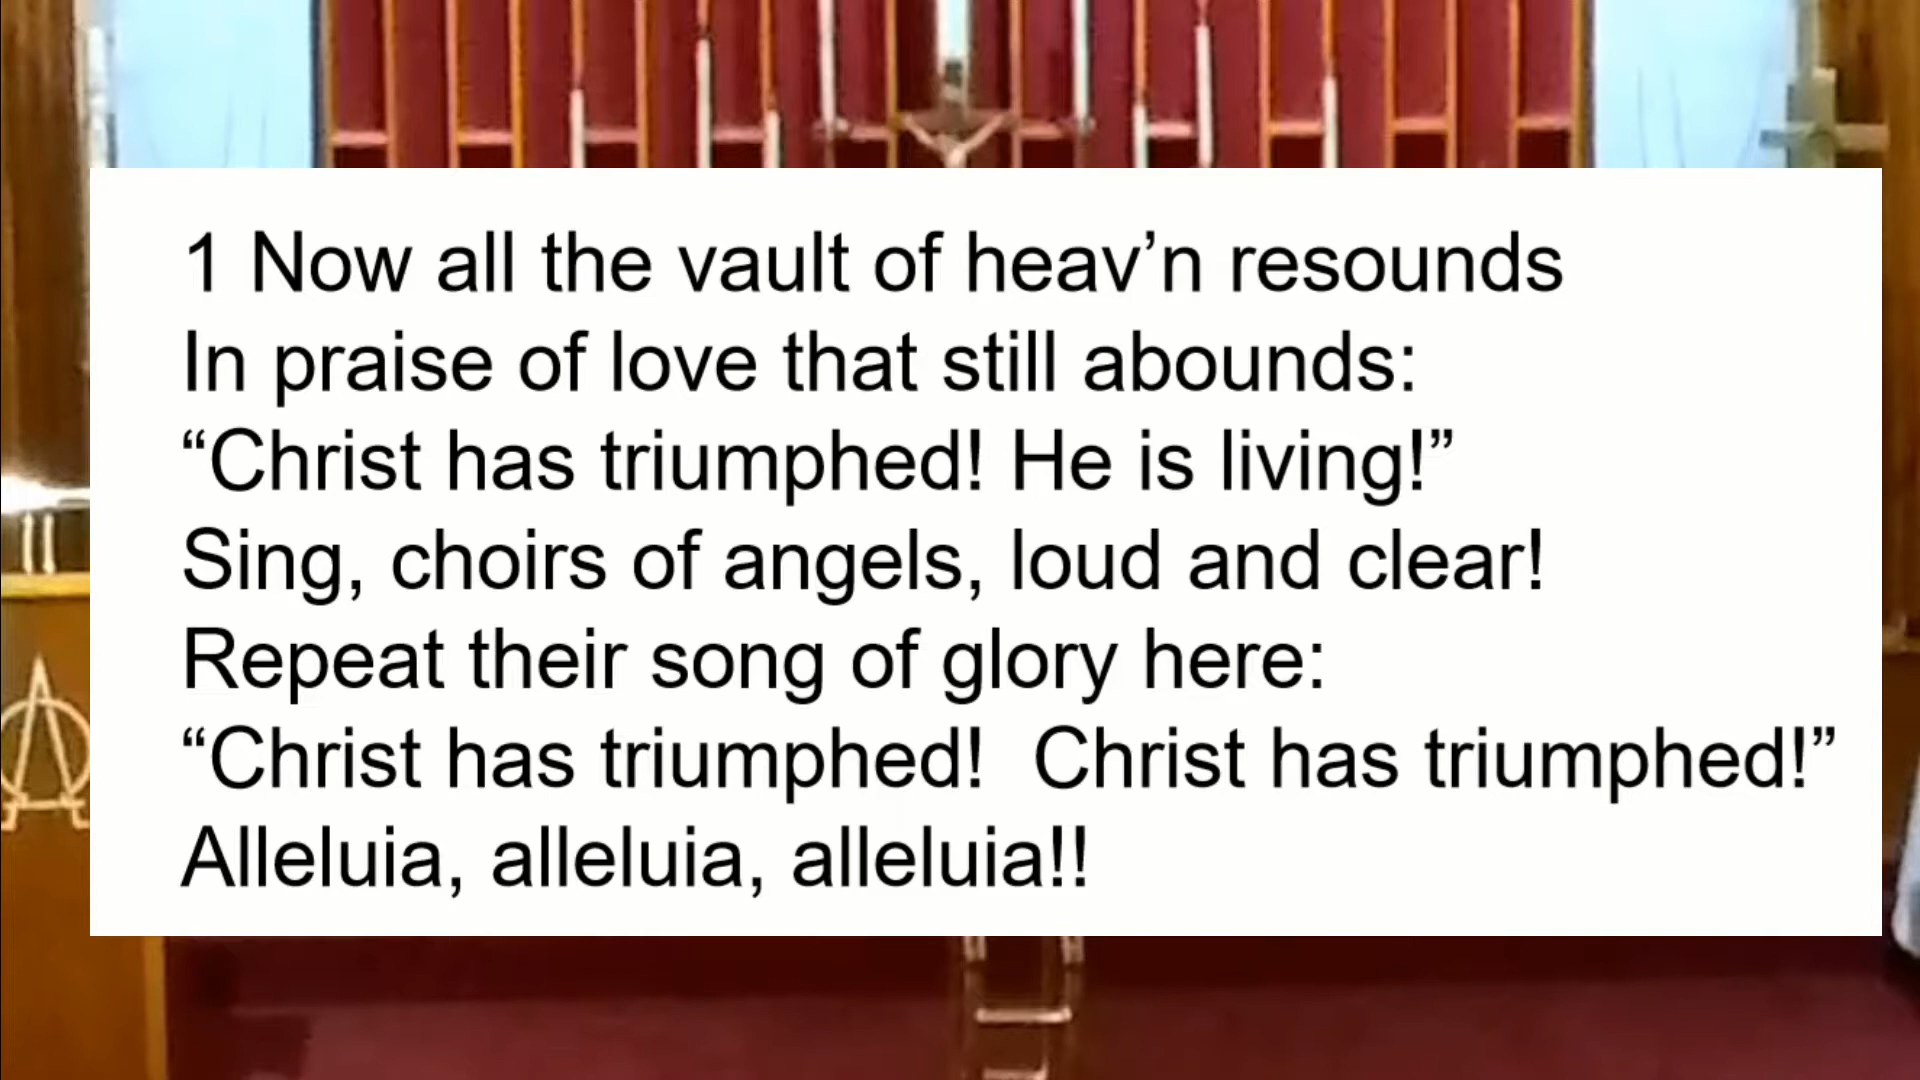 1 Now all the vault of heav’n resounds
In praise of love that still abounds:
“Christ has triumphed! He is living!”
Sing, choirs of angels, loud and clear!
Repeat their song of glory here:
“Christ has triumphed!  Christ has triumphed!”
Alleluia, alleluia, alleluia!!